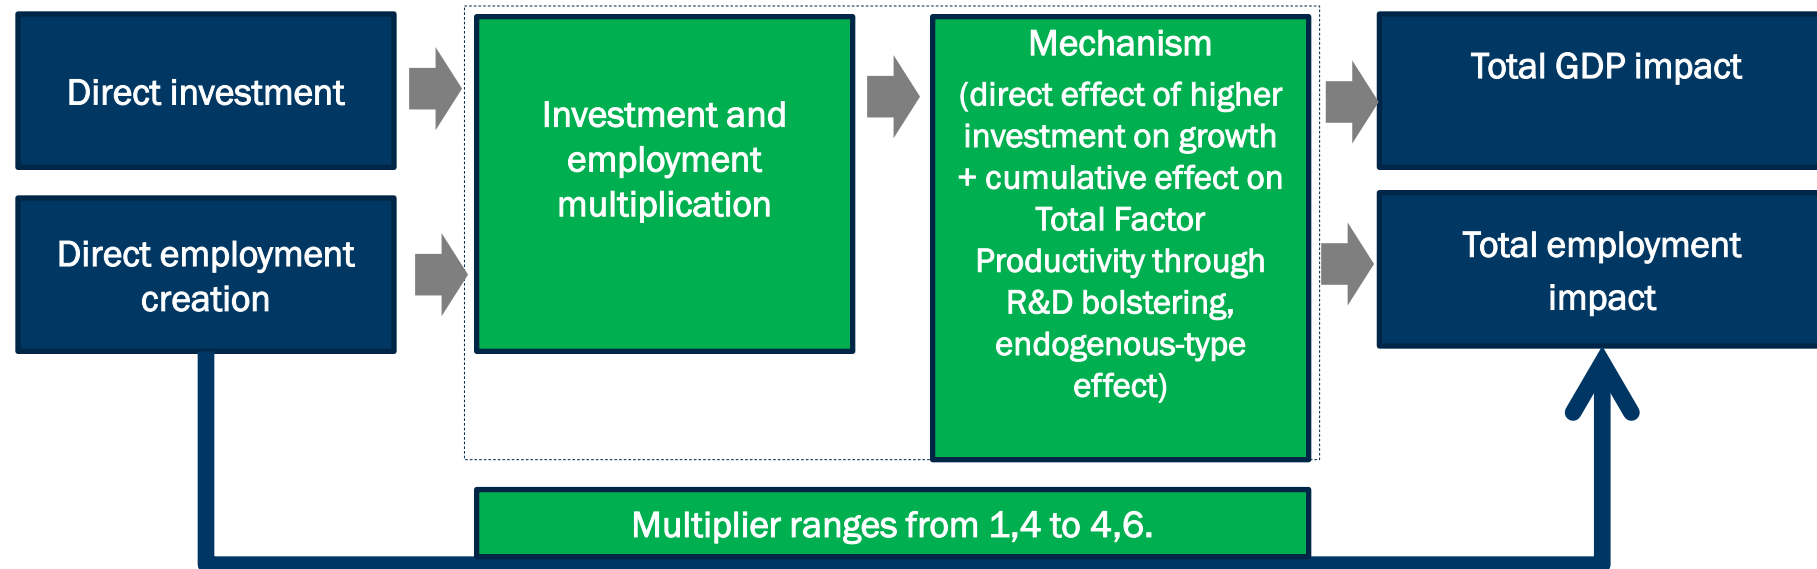 Direct investment
Direct employment
creation
Investment and
employment
multiplication
Mechanism
(direct effect of higher
investment on growth
+ cumulative effect on
Total Factor
Productivity through
R&D bolstering,
endogenous-type
effect)
Total GDP impact
Total employment
impact
Multiplier ranges from 1,4 to 4,6.